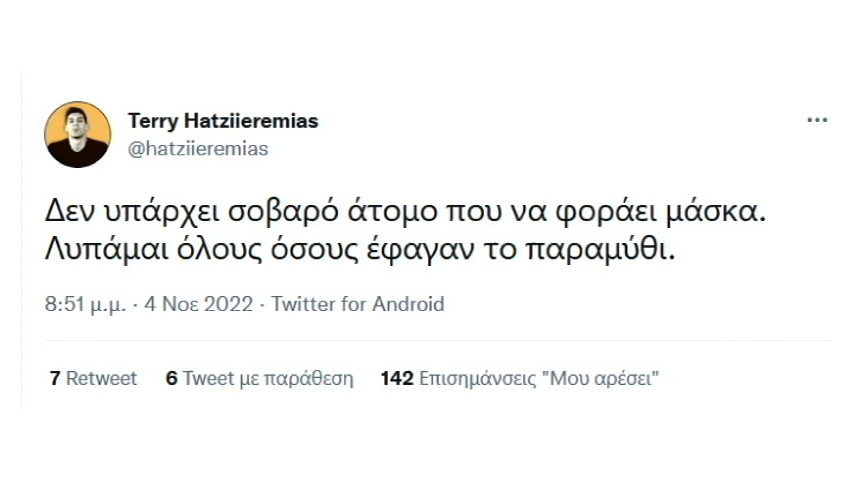 Terry Hatziieremias
@hatziieremias
Δεν υπάρχει σοβαρό άτομο που να φοράει μάσκα.
Λυπάμαι όλους όσους έφαγαν το παραμύθι.
8:51 μ.μ. · 4 Νοε 2022 · Twitter for Android
7 Retweet 6 Tweet με παράθεση 142 Επισημάνσεις "Μου αρέσει"